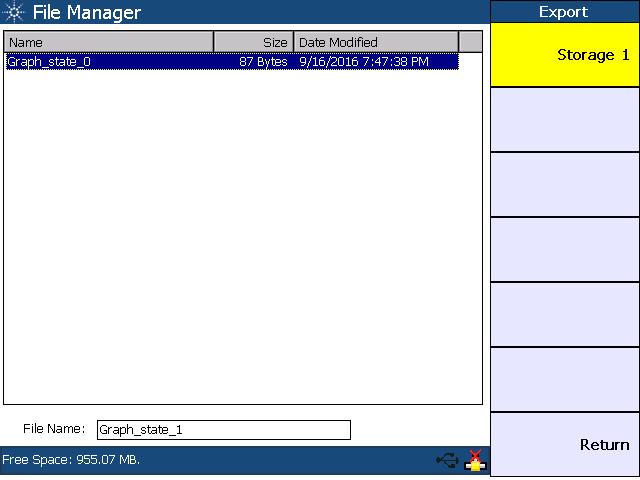 File Manager
Export
Name Size Date Modified
Graph_state_0 87 Bytes 9/16/2016 7:47:38 PM
Storage 1
File Name: Graph_state_1
Return
Free Space: 955.07 MB.